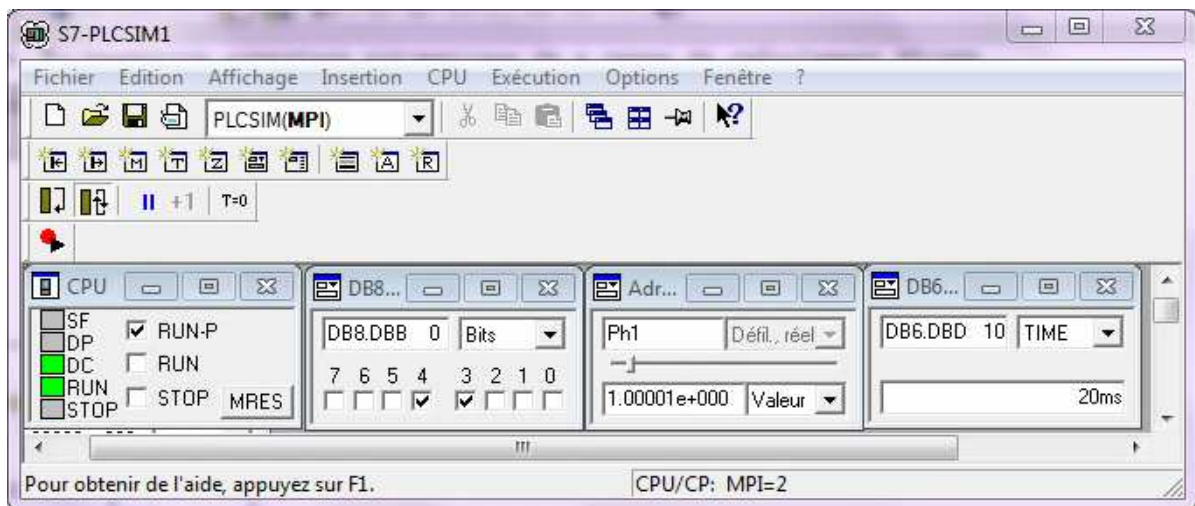 S7-PLCSIM1
Fichier Edition Affichage Insertion CPU Exécution Options Fenêtre ?
PLCSIM(MPI) +1 T=0
CPU
SF
DP
DC
RUN
STOP
RUN-P
RUN
STOP MRES
DB8...
DB8.DBB 0 Bits
7 6 5 4 3 2 1 0
Adr...
Ph1 Défil., réel
1.00001e+000 Valeur
DB6...
DB6.DBD 10 TIME
20ms
Pour obtenir de l'aide, appuyez sur F1. CPU/CP: MPI=2